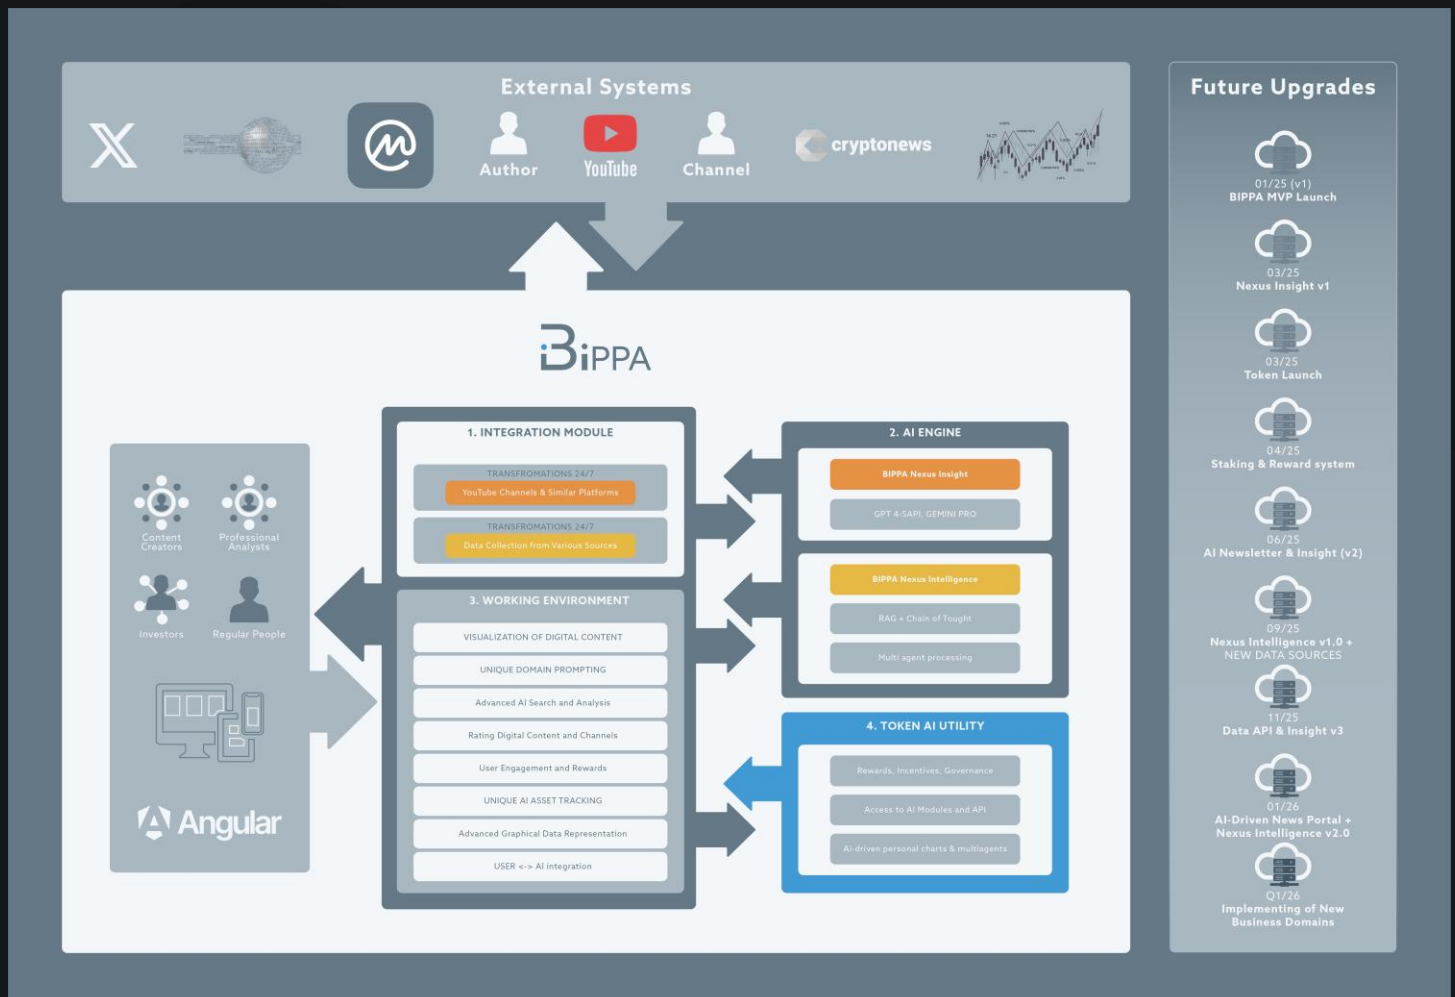 External Systems
Author
YouTube
Channel
cryptonews
BiPPA
1. INTEGRATION MODULE
TRANSFROMATIONS 24/7
YouTube Channels & Similar Platforms
TRANSFROMATIONS 24/7
Data Collection from Various Sources
2. AI ENGINE
BIPPA Nexus Insight
GPT 4-SAPI, GEMINI PRO
BIPPA Nexus Intelligence
RAG + Chain of Tought
Multi agent processing
Content
Creators
Professional
Analysts
Investors
Regular People
Angular
3. WORKING ENVIRONMENT
VISUALIZATION OF DIGITAL CONTENT
UNIQUE DOMAIN PROMPTING
Advanced AI Search and Analysis
Rating Digital Content and Channels
User Engagement and Rewards
UNIQUE AI ASSET TRACKING
Advanced Graphical Data Representation
USER <-> AI integration
4. TOKEN AI UTILITY
Rewards, Incentives, Governance
Access to AI Modules and API
Ai-driven personal charts & multiagents
Future Upgrades
01/25 (v1)
BIPPA MVP Launch
03/25
Nexus Insight v1
03/25
Token Launch
04/25
Staking & Reward system
06/25
AI Newsletter & Insight (v2)
09/25
Nexus Intelligence v1.0 +
NEW DATA SOURCES
11/25
Data API & Insight v3
01/26
AI-Driven News Portal +
Nexus Intelligence v2.0
Q1/26
Implementing of New
Business Domains